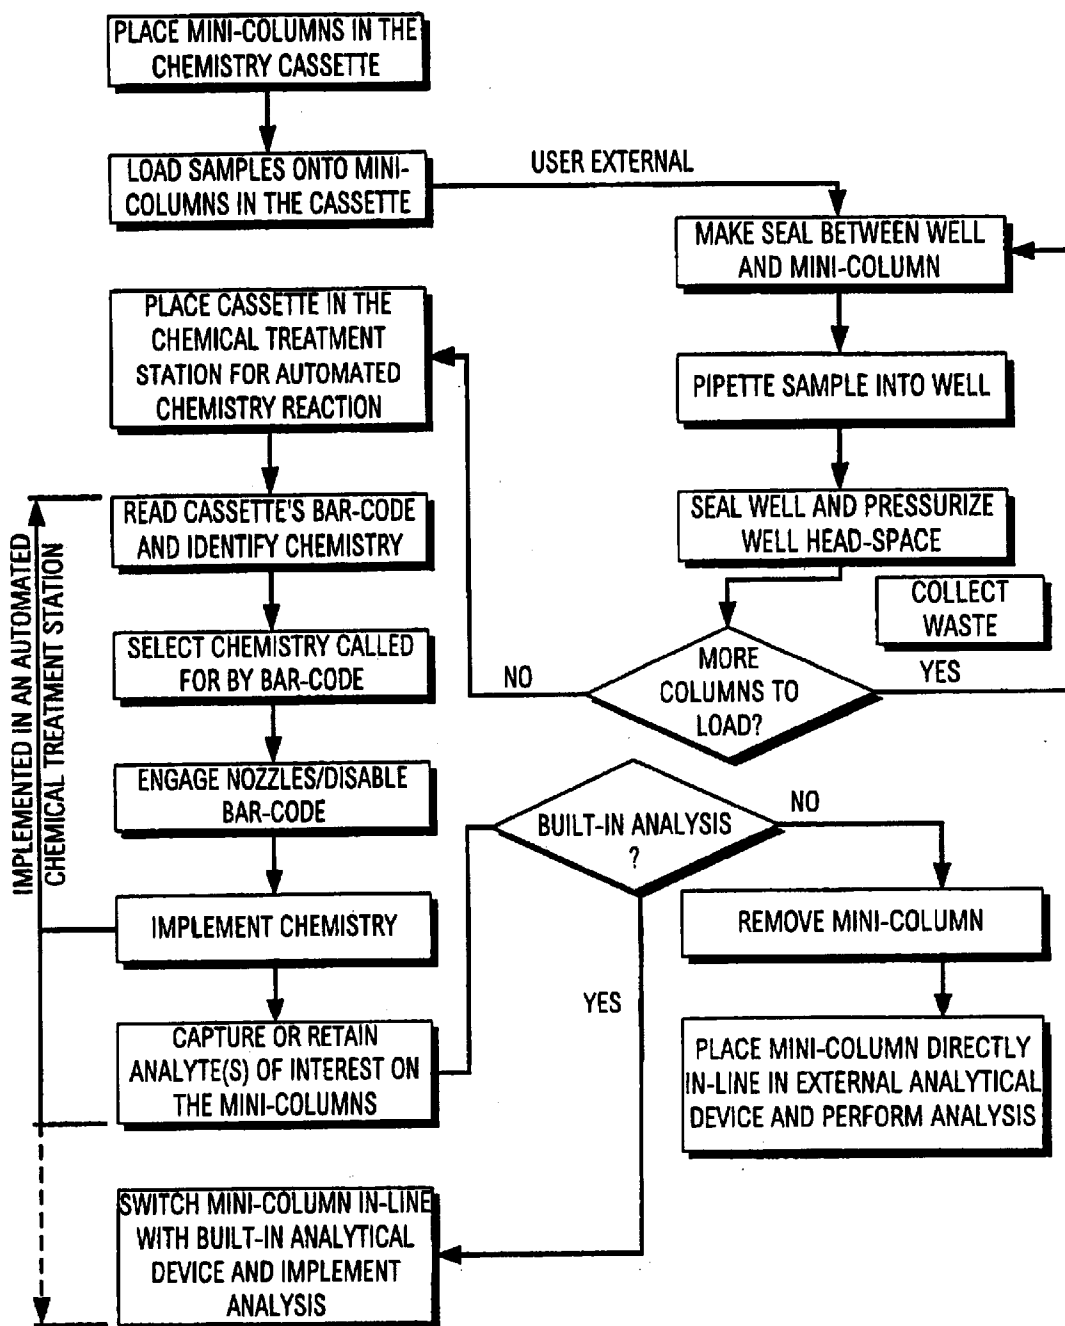 PLACE MINI-COLUMNS IN THE
CHEMISTRY CASSETTE
LOAD SAMPLES ONTO MINI-
COLUMNS IN THE CASSETTE
USER EXTERNAL
MAKE SEAL BETWEEN WELL
AND MINI-COLUMN
PIPETTE SAMPLE INTO WELL
SEAL WELL AND PRESSURIZE
WELL HEAD-SPACE
COLLECT
WASTE
MORE
COLUMNS TO
LOAD?
YES
NO
PLACE CASSETTE IN THE
CHEMICAL TREATMENT
STATION FOR AUTOMATED
CHEMISTRY REACTION
IMPLEMENTED IN AN AUTOMATED
CHEMICAL TREATMENT STATION
READ CASSETTE'S BAR-CODE
AND IDENTIFY CHEMISTRY
SELECT CHEMISTRY CALLED
FOR BY BAR-CODE
ENGAGE NOZZLES/DISABLE
BAR-CODE
IMPLEMENT CHEMISTRY
CAPTURE OR RETAIN
ANALYTE(S) OF INTEREST ON
THE MINI-COLUMNS
BUILT-IN ANALYSIS
?
NO
REMOVE MINI-COLUMN
PLACE MINI-COLUMN DIRECTLY
IN-LINE IN EXTERNAL ANALYTICAL
DEVICE AND PERFORM ANALYSIS
YES
SWITCH MINI-COLUMN IN-LINE
WITH BUILT-IN ANALYTICAL
DEVICE AND IMPLEMENT
ANALYSIS